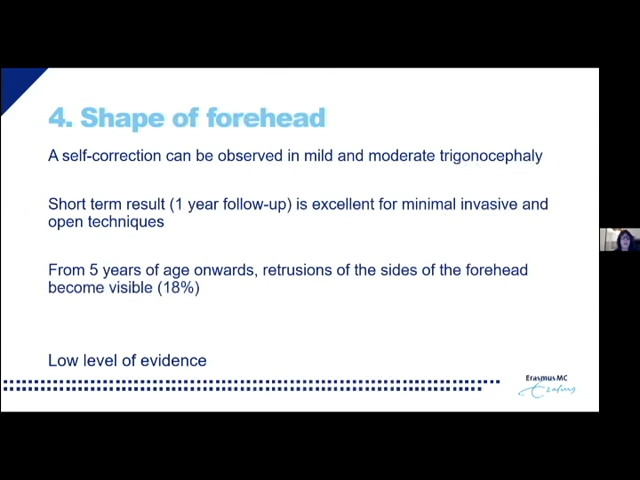 4. Shape of forehead
A self-correction can be observed in mild and moderate trigonocephaly
Short term result (1 year follow-up) is excellent for minimal invasive and
open techniques
From 5 years of age onwards, retrusions of the sides of the forehead
become visible (18%)
Low level of evidence
Erasmus MC
Erasmus